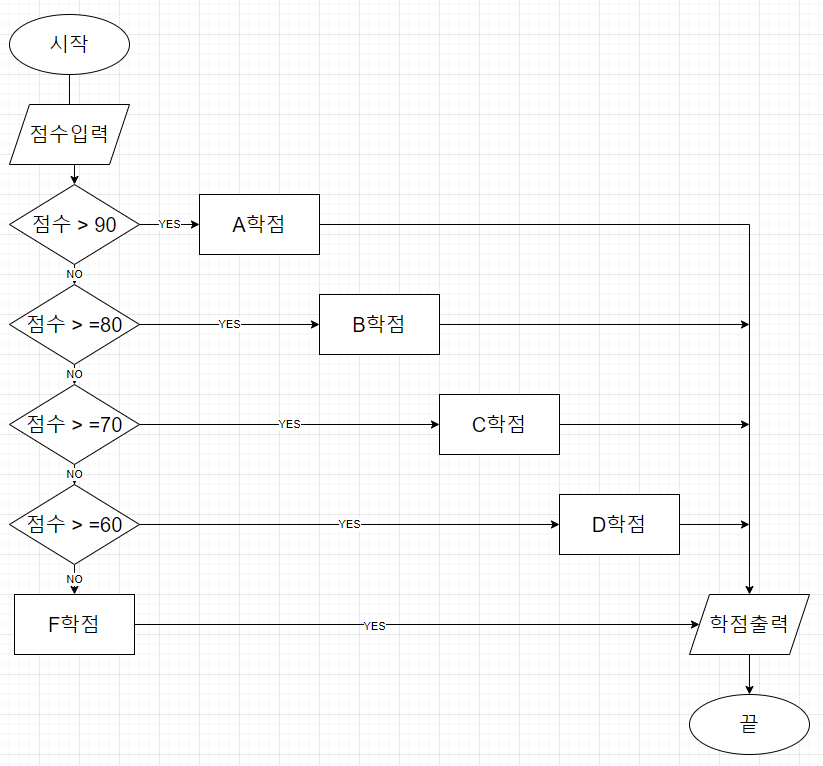 시작
점수입력
점수 > 90
YES
A학점
NO
점수 > =80
YES
B학점
NO
점수 > =70
YES
C학점
NO
점수 > =60
YES
D학점
NO
F학점
YES
학점출력
끝